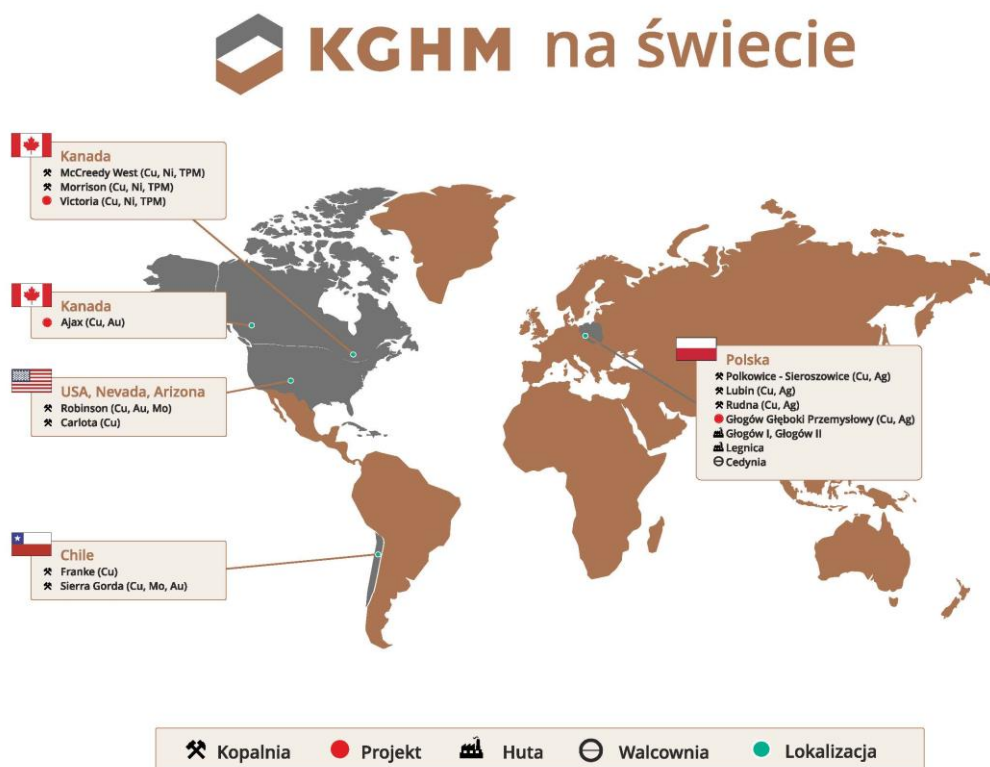 KGHM na świecie
Kanada
McCreedy West (Cu, Ni, TPM)
Morrison (Cu, Ni, TPM)
Victoria (Cu, Ni, TPM)
Kanada
Ajax (Cu, Au)
USA, Nevada, Arizona
Robinson (Cu, Au, Mo)
Carlota (Cu)
Chile
Franke (Cu)
Sierra Gorda (Cu, Mo, Au)
Polska
Polkowice - Sieroszowice (Cu, Ag)
Lubin (Cu, Ag)
Rudna (Cu, Ag)
Głogów Głęboki Przemysłowy (Cu, Ag)
Głogów I, Głogów II
Legnica
Cedynia
Kopalnia Projekt Huta Walcownia Lokalizacja